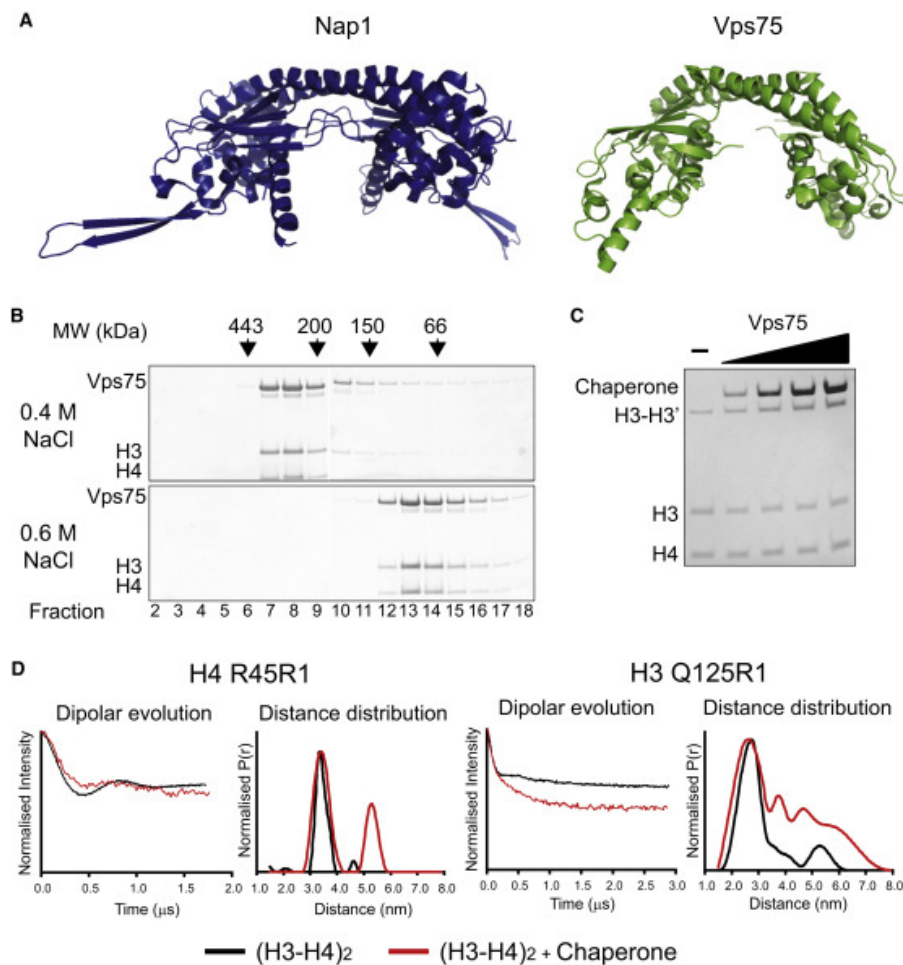 A
Nap1
Vps75
B
MW (kDa)
443 200 150 66
Vps75
0.4 M
NaCl
H3
H4
Vps75
0.6 M
NaCl
H3
H4
Fraction 2 3 4 5 6 7 8 9 10 11 12 13 14 15 16 17 18
C
Vps75
–
Chaperone
H3-H3'
H3
H4
D
H4 R45R1
H3 Q125R1
Dipolar evolution
Distance distribution
Dipolar evolution
Distance distribution
Normalised Intensity
Normalised P(r)
Normalised Intensity
Normalised P(r)
0.0 0.5 1.0 1.5 2.0
1.0 2.0 3.0 4.0 5.0 6.0 7.0 8.0
0.0 0.5 1.0 1.5 2.0 2.5 3.0
1.0 2.0 3.0 4.0 5.0 6.0 7.0 8.0
Time (μs)
Distance (nm)
Time (μs)
Distance (nm)
(H3-H4)2
(H3-H4)2 + Chaperone